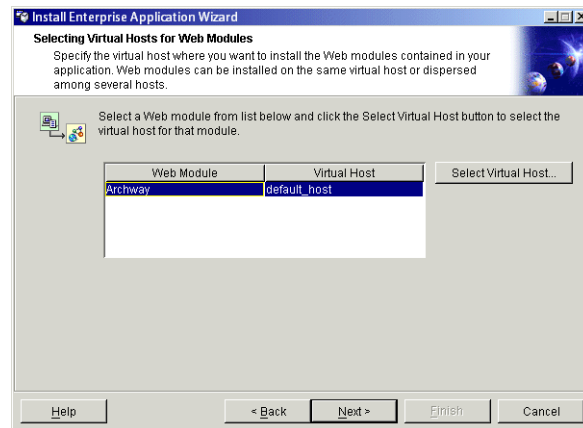 Install Enterprise Application Wizard
Selecting Virtual Hosts for Web Modules
Specify the virtual host where you want to install the Web modules contained in your
application. Web modules can be installed on the same virtual host or dispersed
among several hosts.
Select a Web module from list below and click the Select Virtual Host button to select the
virtual host for that module.
Web Module Virtual Host Select Virtual Host...
Archway default_host
Help < Back Next > Finish Cancel